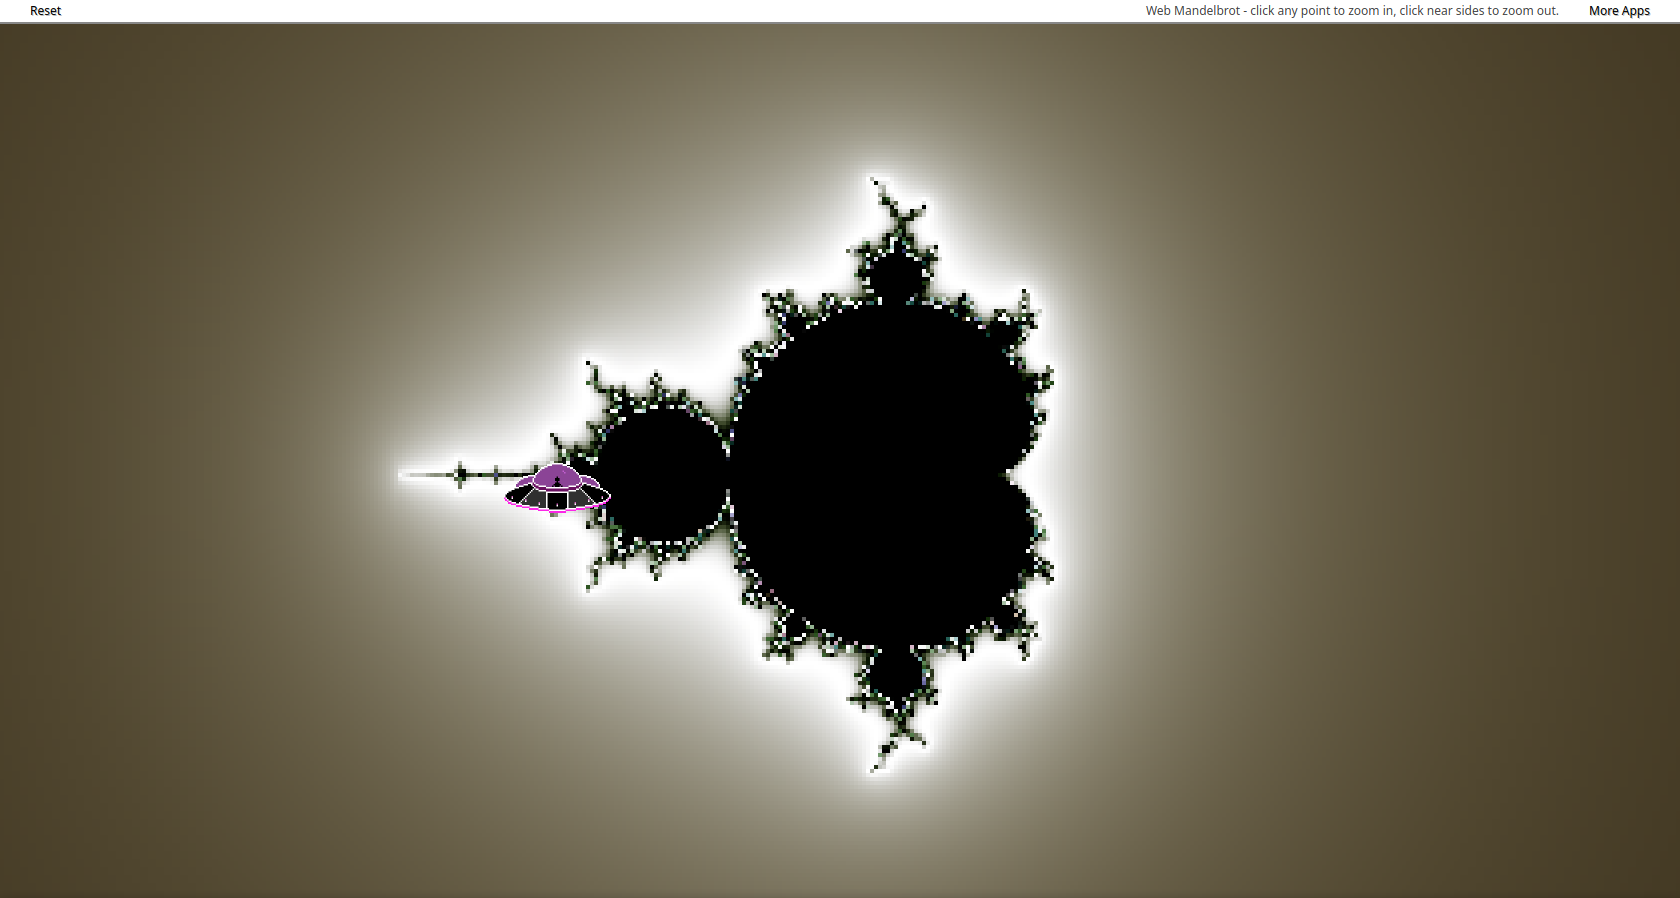 Reset
Web Mandelbrot - click any point to zoom in, click near sides to zoom out.
More Apps